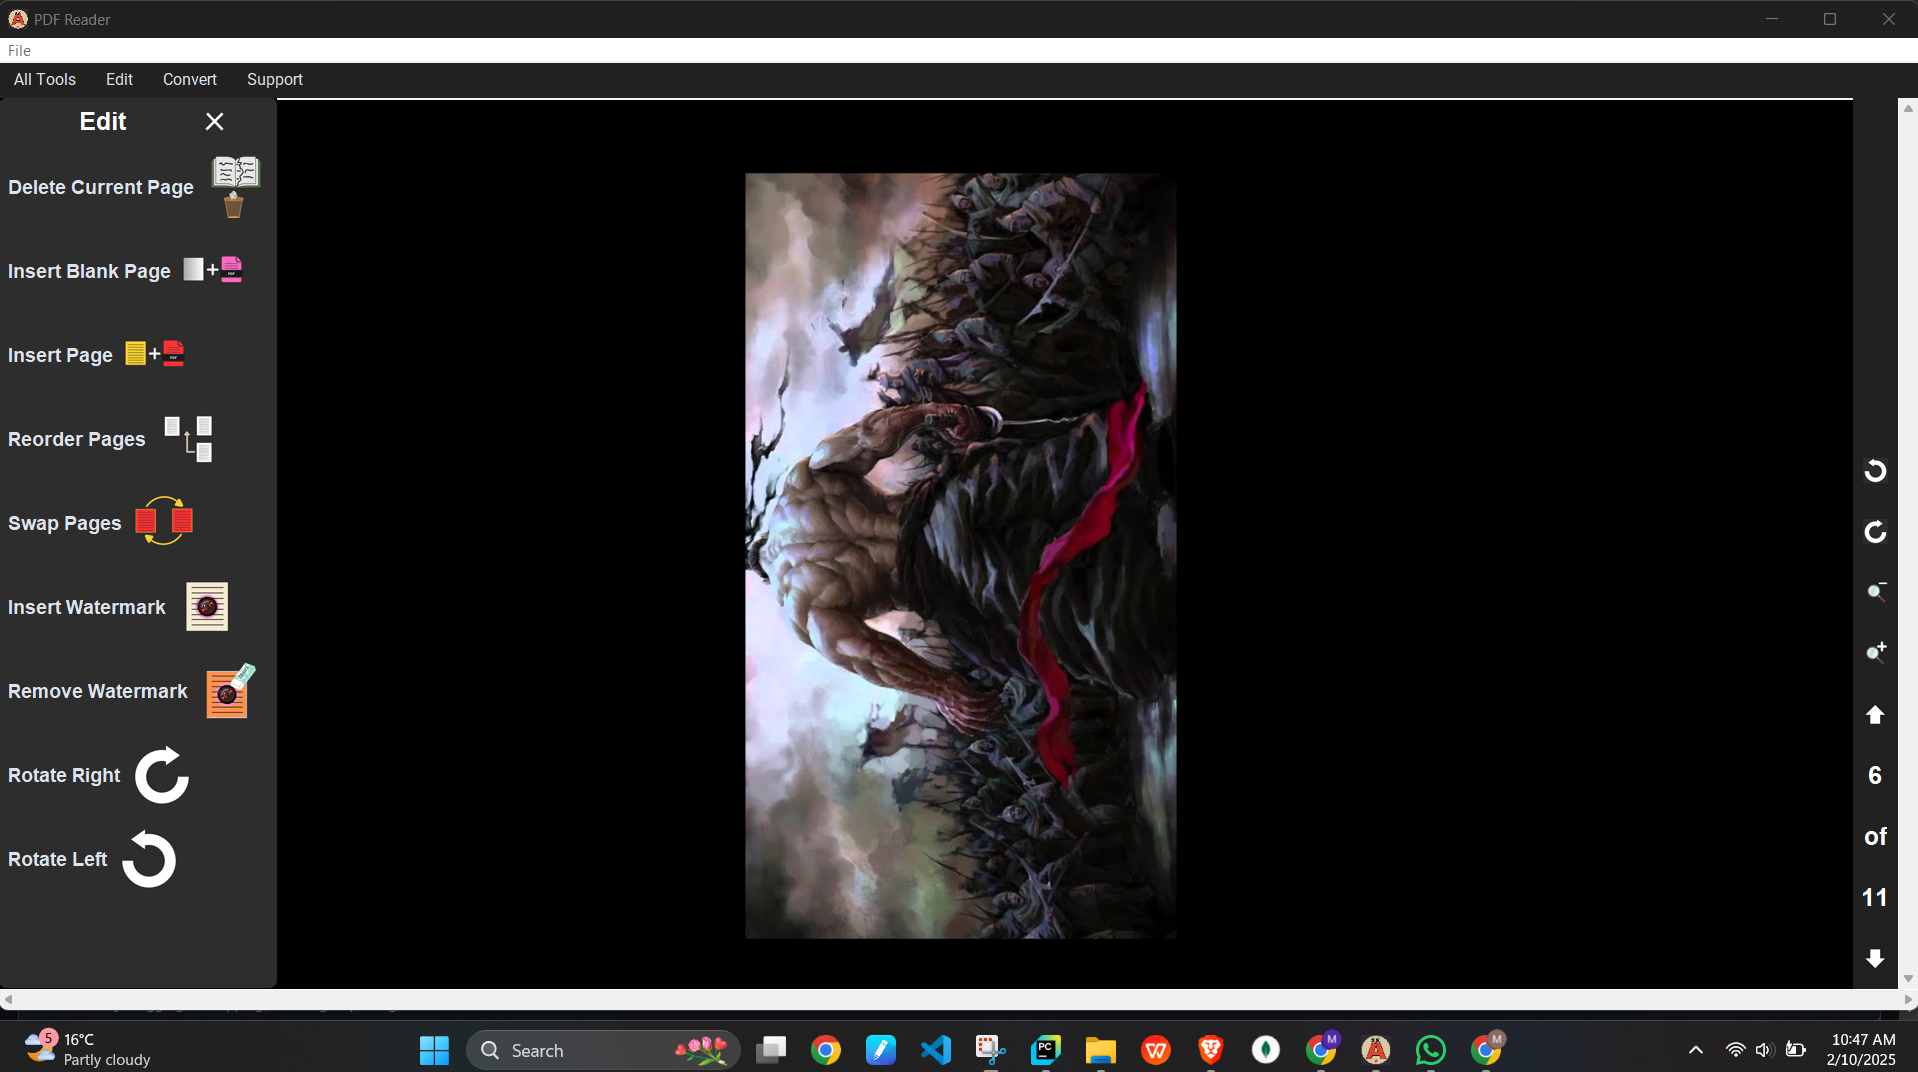 PDF Reader
File
All Tools Edit Convert Support
Edit
Delete Current Page
Insert Blank Page
Insert Page
Reorder Pages
Swap Pages
Insert Watermark
Remove Watermark
Rotate Right
Rotate Left
6
of
11
5
16°C
Partly cloudy
Search
PC
M
M
10:47 AM
2/10/2025